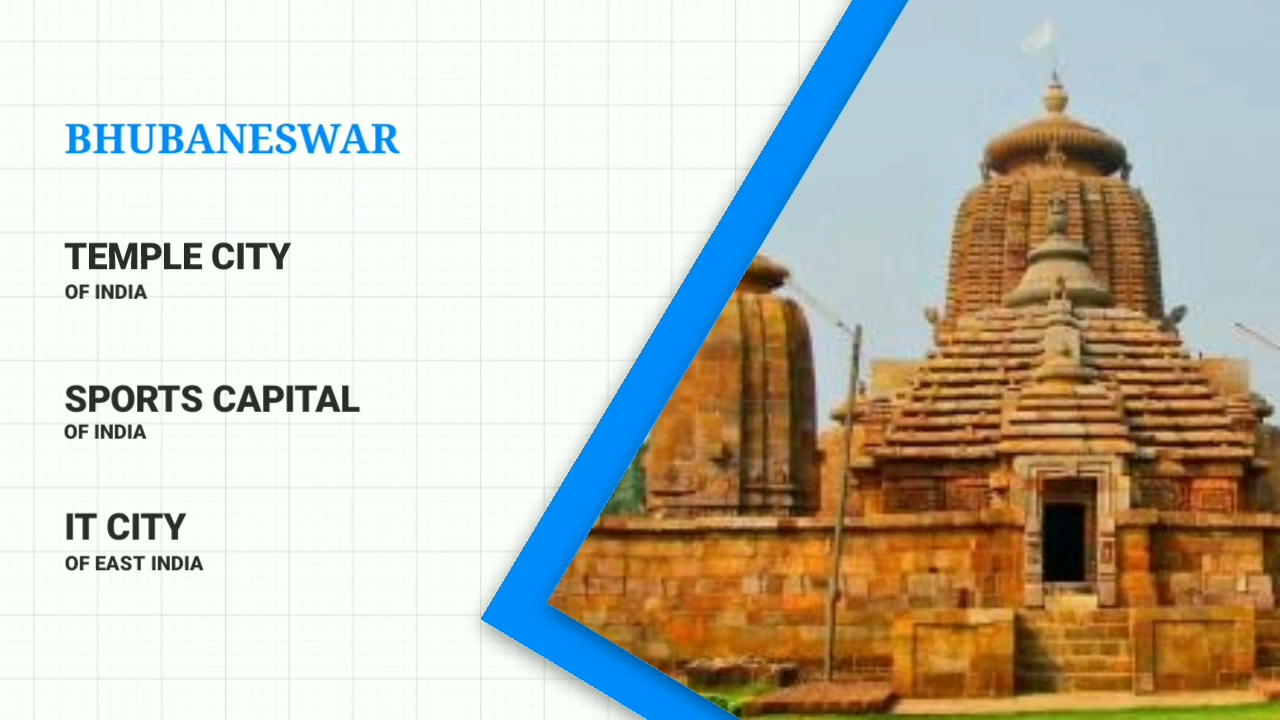 BHUBANESWAR
TEMPLE CITY
OF INDIA
SPORTS CAPITAL
OF INDIA
IT CITY
OF EAST INDIA